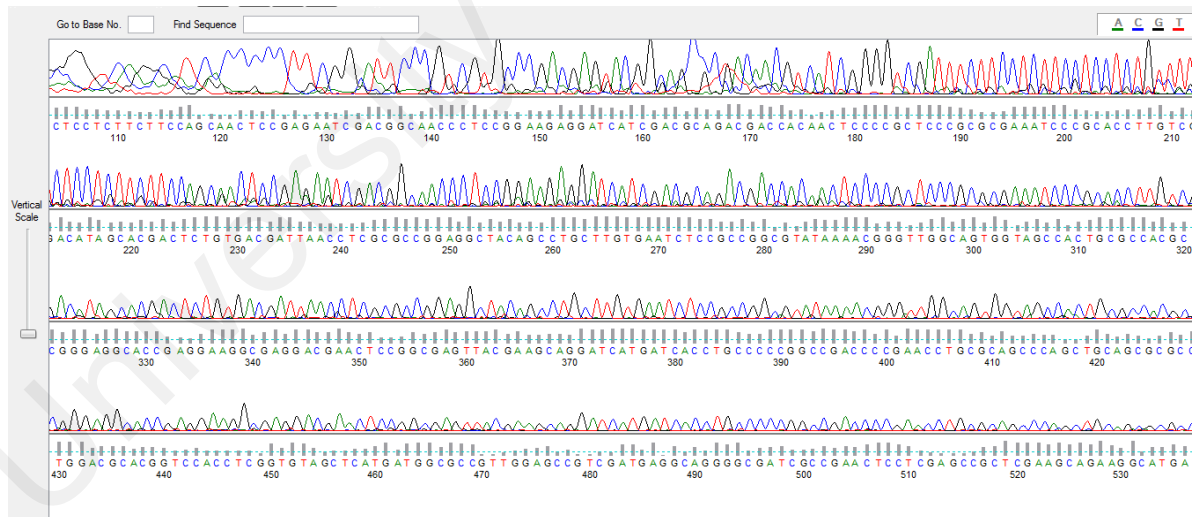 Go to Base No. Find Sequence A C G T
CTCCTCTTCTTCCAGCAACTCCGAGAATCGACGGCAACCCTCCGGAAGAGGATCATCGACGCAGACGACCACAACTCCCCGCTCCCGCGCGAAATCCCGCACCTTGTCC
110 120 130 140 150 160 170 180 190 200 210
Vertical
Scale
GACATAGCACGACTCTGTGACGATTAACCTCGCGCCGGAGGCTACAGCCTGCTTGTGAATCTCCGCCGGCGTATAAAACGGGTTGGCAGTGGTAGCCACTGCGCCACGC
220 230 240 250 260 270 280 290 300 310 320
CGGGAGGCACCGAGGAAGGCGAGGACGAACTCCGGCGAGTTACGAAGCAGGATCATGATCACCTGCCCCCGGCCGACCCCGAACCTGCGCAGCCCAGCTGCAGCGCGCC
330 340 350 360 370 380 390 400 410 420
TGGACGCACGGTCCACCTCGGTGTAGCTCATGATGGCGCCGTTGGAGCCGTCGATGAGGCAGGGGCGATCGCCGAACTCCTCGAGCCGCTCGAAGCAGAAGGCATGA
430 440 450 460 470 480 490 500 510 520 530
University